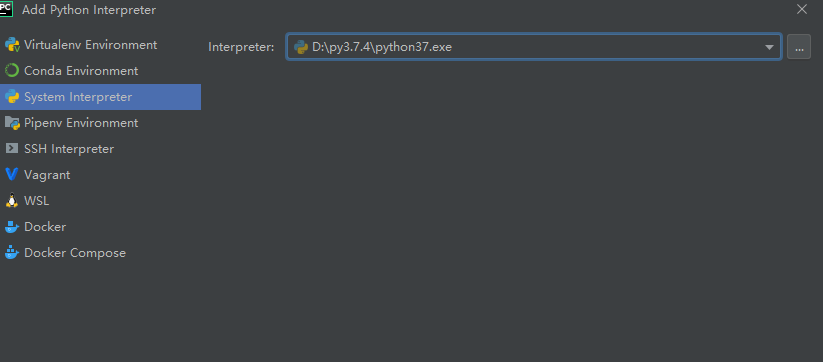 PC
Add Python Interpreter
Virtualenv Environment
Conda Environment
System Interpreter
Pipenv Environment
SSH Interpreter
Vagrant
WSL
Docker
Docker Compose
Interpreter: D:\py3.7.4\python37.exe ...